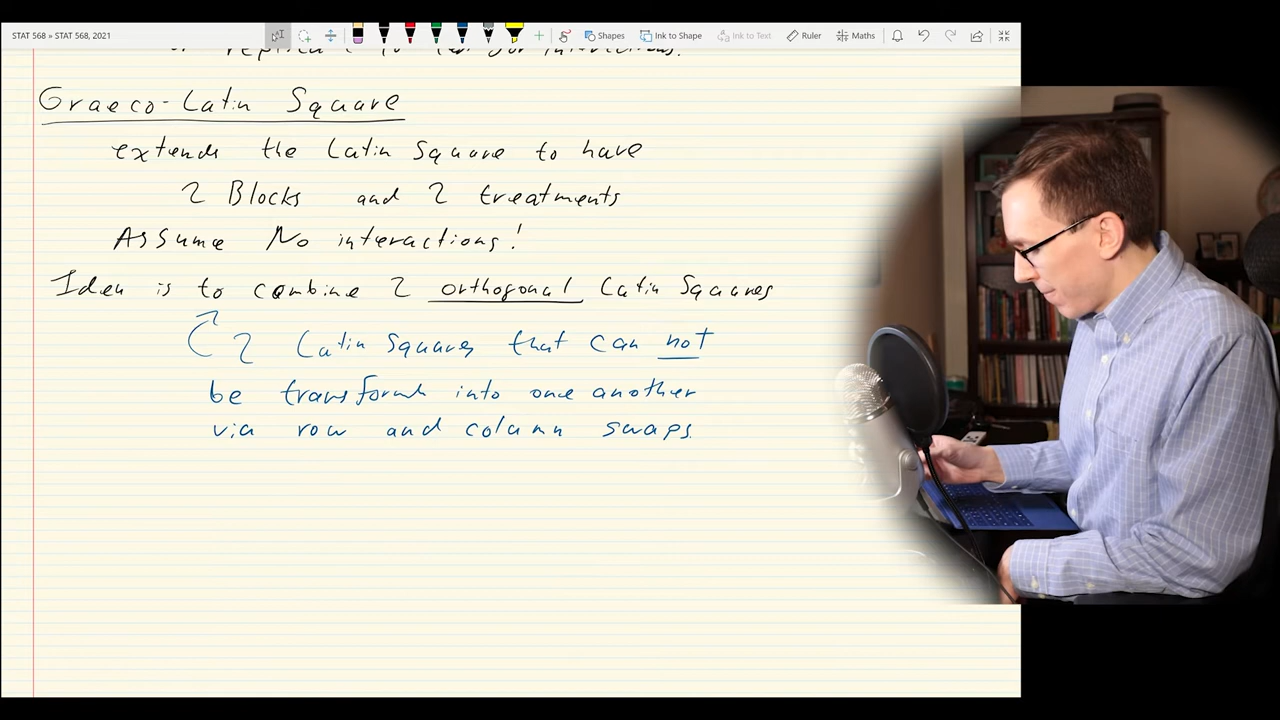 STAT 568 » STAT 568, 2021
Shapes Ink to Shape Ink to Text Ruler Maths
Graeco-Latin Square
extends the Latin Square to have
2 Blocks and 2 treatments
Assume No interactions!
Idea is to combine 2 orthogonal Latin Squares
2 Latin Squares that can not
be transformed into one another
via row and column swaps.